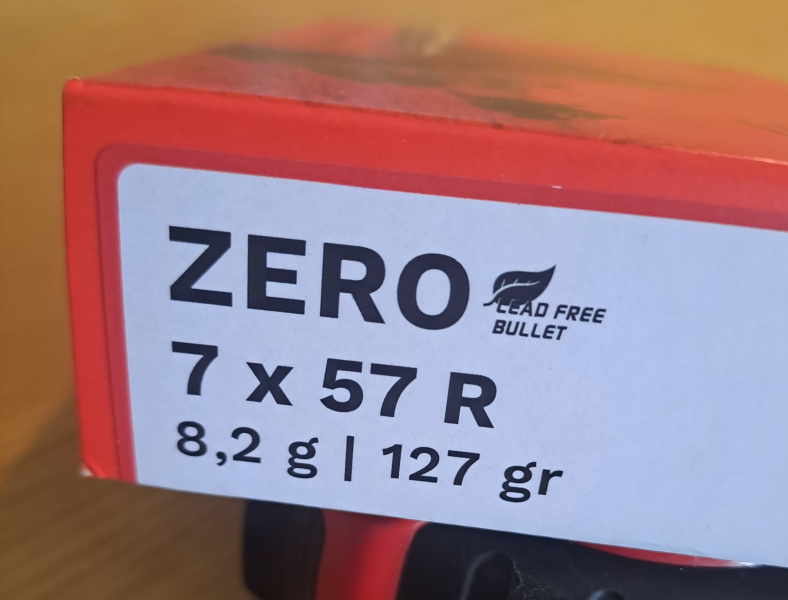 ZERO
LEAD FREE
BULLET
7 x 57 R
8,2 g | 127 gr